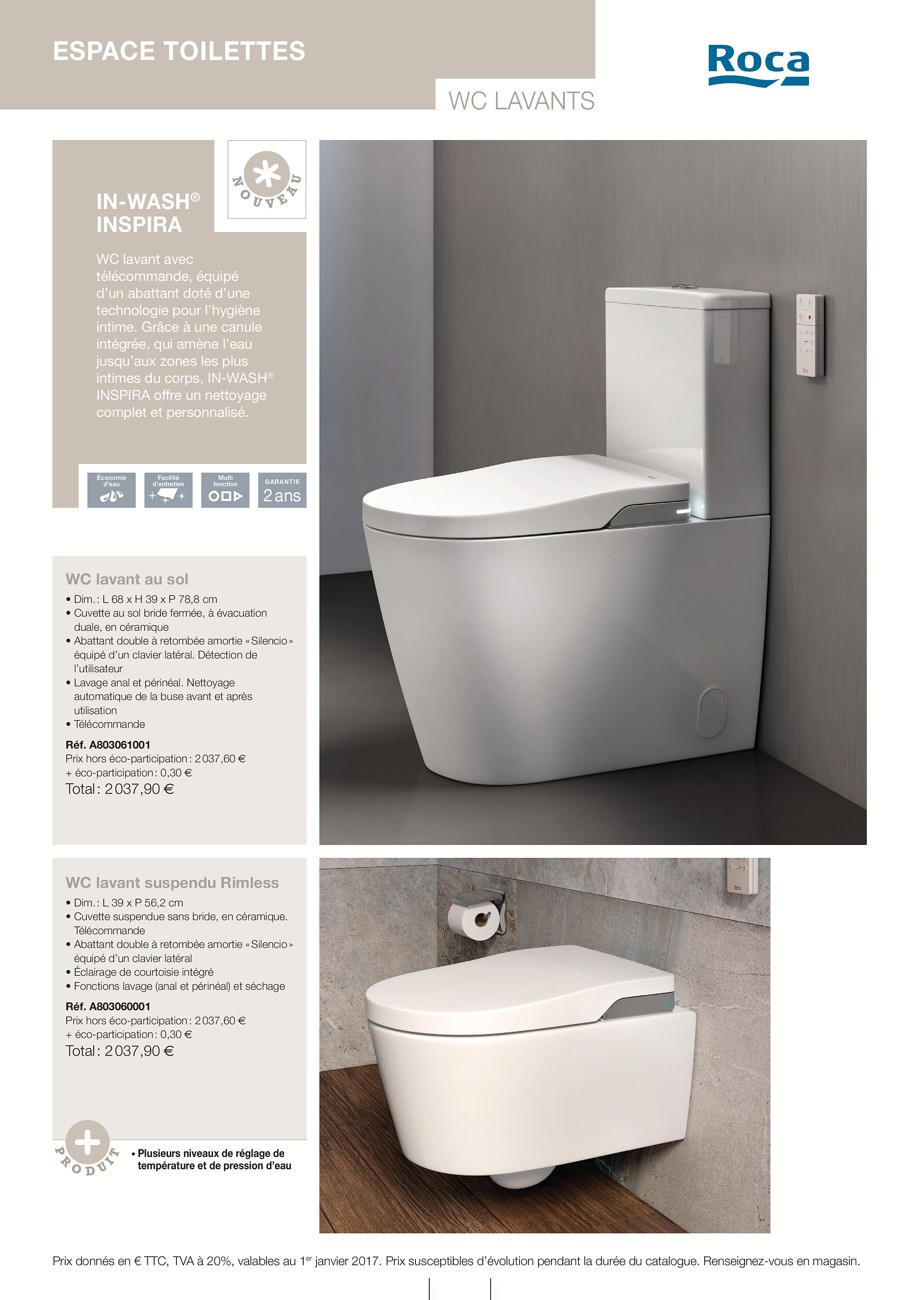 ESPACE TOILETTES
Roca
WC LAVANTS
NOUVEAU
IN-WASH®
INSPIRA
WC lavant avec
télécommande, équipé
d'un abattant doté d'une
technologie pour l'hygiène
intime. Grâce à une canule
intégrée, qui amène l'eau
jusqu'aux zones les plus
intimes du corps, IN-WASH®
INSPIRA offre un nettoyage
complet et personnalisé.
Économie
d'eau
Facilité
d'entretien
Multi
fonction
GARANTIE
2 ans
WC lavant au sol
• Dim. : L 68 x H 39 x P 78,8 cm
• Cuvette au sol bride fermée, à évacuation
duale, en céramique
• Abattant double à retombée amortie « Silencio »
équipé d'un clavier latéral. Détection de
l'utilisateur
• Lavage anal et périnéal. Nettoyage
automatique de la buse avant et après
utilisation
• Télécommande
Réf. A803061001
Prix hors éco-participation : 2 037,60 €
+ éco-participation : 0,30 €
Total : 2 037,90 €
WC lavant suspendu Rimless
• Dim. : L 39 x P 56,2 cm
• Cuvette suspendue sans bride, en céramique.
Télécommande
• Abattant double à retombée amortie « Silencio »
équipé d'un clavier latéral
• Éclairage de courtoisie intégré
• Fonctions lavage (anal et périnéal) et séchage
Réf. A803060001
Prix hors éco-participation : 2 037,60 €
+ éco-participation : 0,30 €
Total : 2 037,90 €
PRODUIT
• Plusieurs niveaux de réglage de
température et de pression d'eau
Prix donnés en € TTC, TVA à 20%, valables au 1er janvier 2017. Prix susceptibles d'évolution pendant la durée du catalogue. Renseignez-vous en magasin.